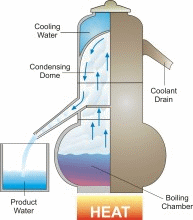 Cooling
Water
Condensing
Dome
Coolant
Drain
Product
Water
Boiling
Chamber
HEAT